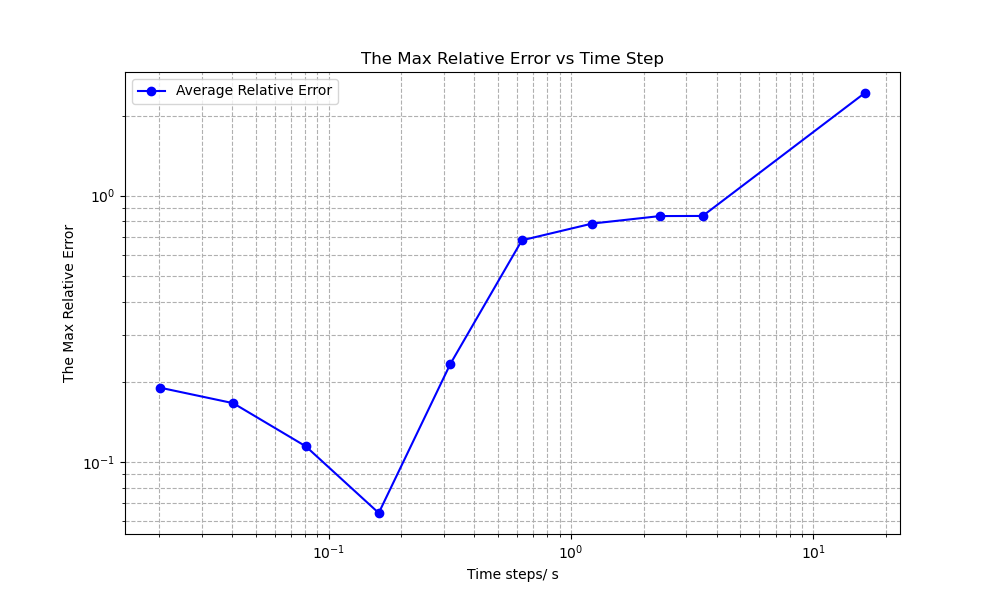 The Max Relative Error vs Time Step
Average Relative Error
The Max Relative Error
10⁰
10⁻¹
10⁻¹
10⁰
10¹
Time steps/ s